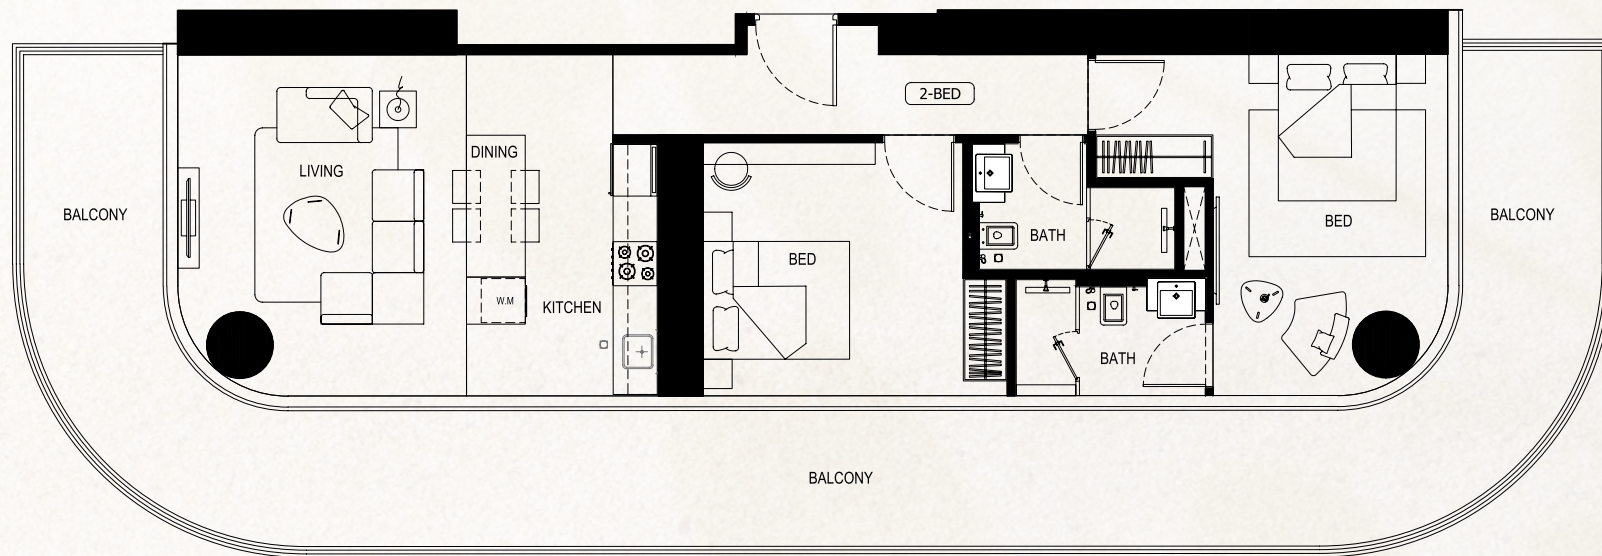 2-BED
DINING
LIVING
BALCONY
BATH
BED
BALCONY
BED
W.M
KITCHEN
BATH
BALCONY